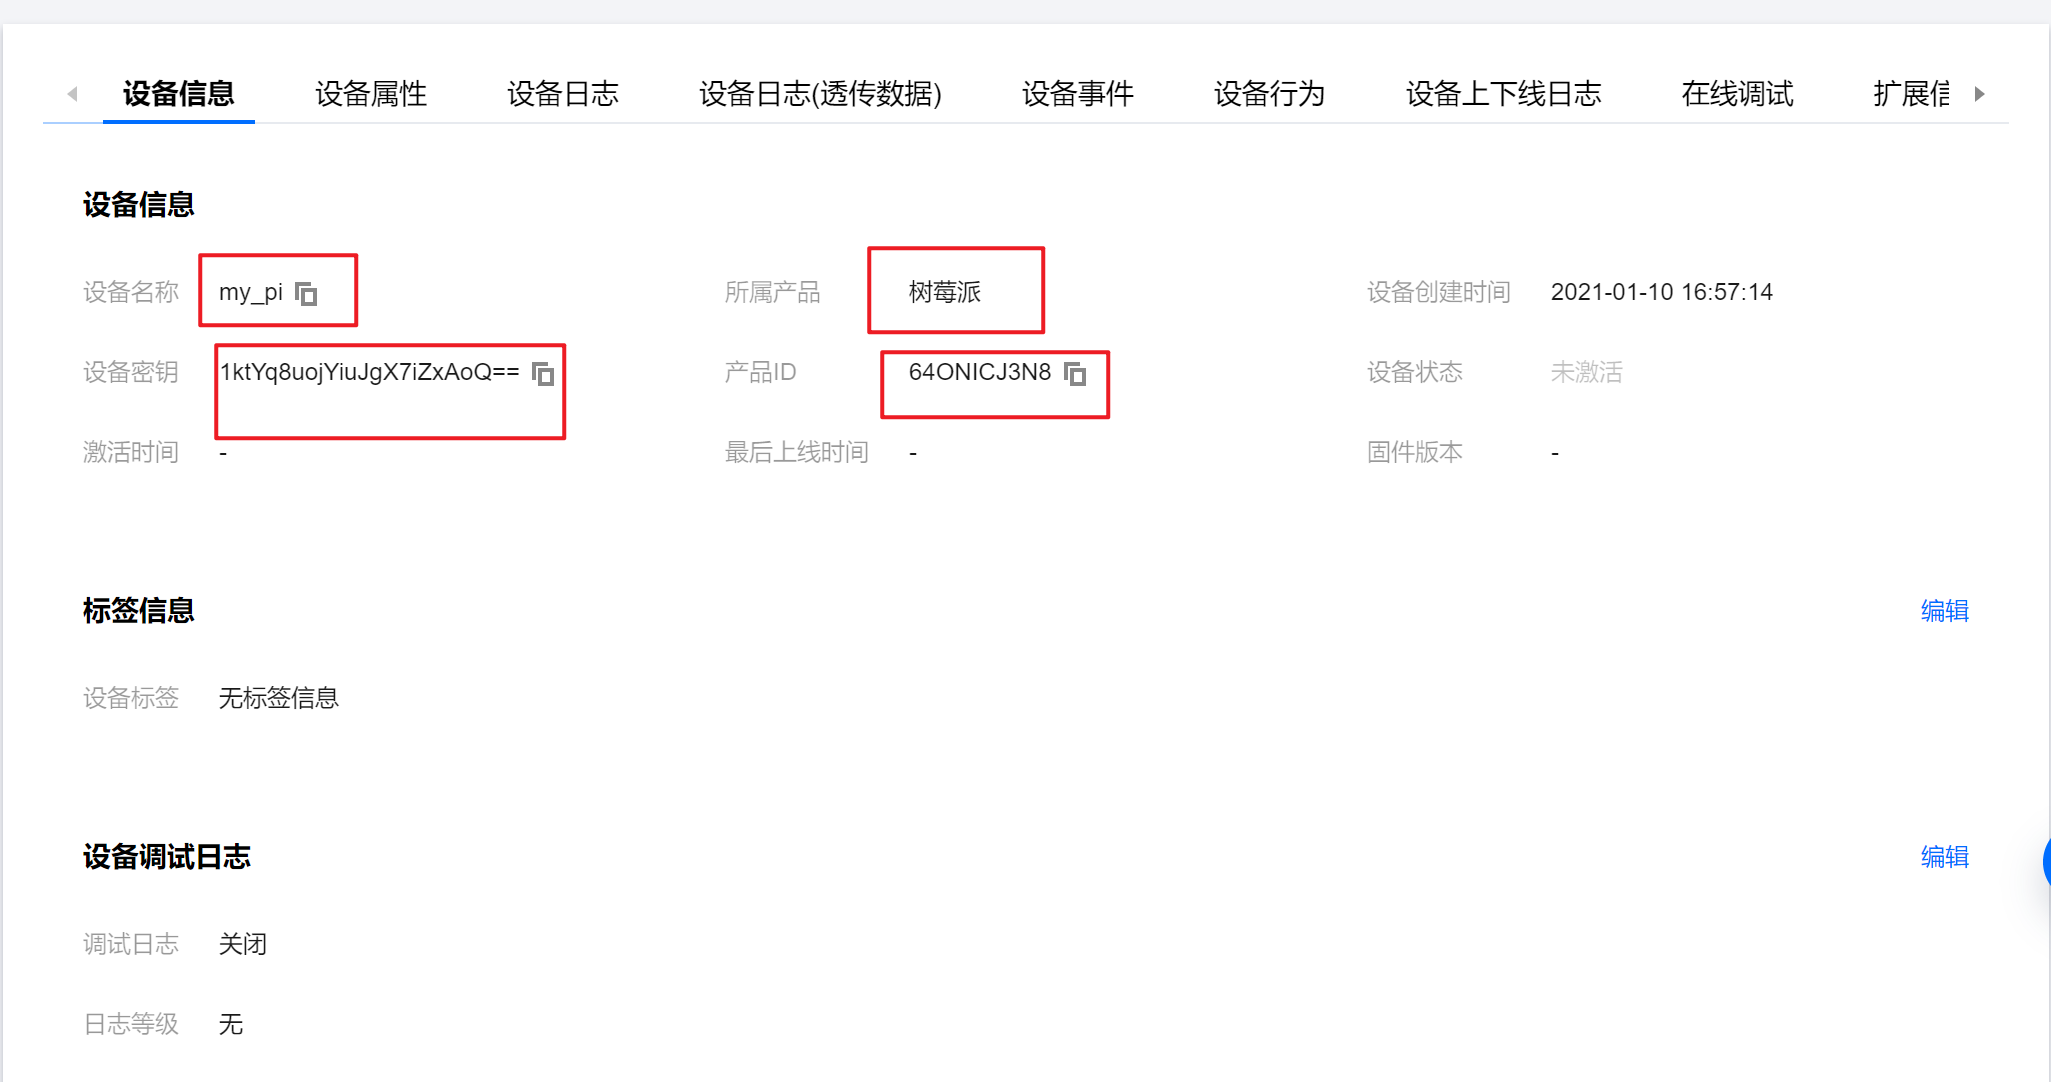 设备信息 设备属性 设备日志 设备日志(透传数据) 设备事件 设备行为 设备上下线日志 在线调试 扩展信
设备信息
设备名称 my_pi 所属产品 树莓派 设备创建时间 2021-01-10 16:57:14
设备密钥 1ktYq8uojYiuJgX7iZxAoQ== 产品ID 64ONICJ3N8 设备状态 未激活
激活时间 - 最后上线时间 - 固件版本 -
标签信息 编辑
设备标签 无标签信息
设备调试日志 编辑
调试日志 关闭
日志等级 无